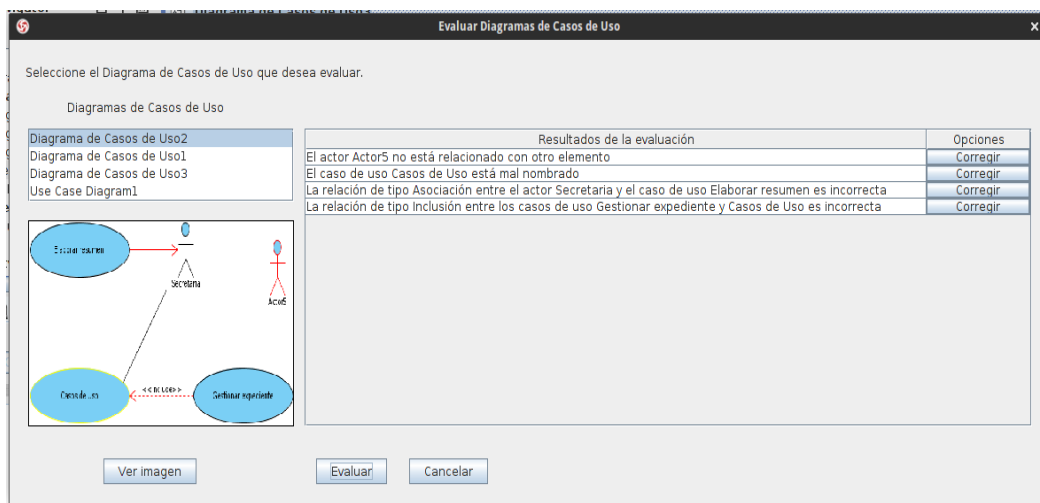 Evaluar Diagramas de Casos de Uso
x
Seleccione el Diagrama de Casos de Uso que desea evaluar.
Diagramas de Casos de Uso
Diagrama de Casos de Uso2
Diagrama de Casos de Uso1
Diagrama de Casos de Uso3
Use Case Diagram1
Resultados de la evaluación Opciones
El actor Actor5 no está relacionado con otro elemento Corregir
El caso de uso Casos de Uso está mal nombrado Corregir
La relación de tipo Asociación entre el actor Secretaria y el caso de uso Elaborar resumen es incorrecta Corregir
La relación de tipo Inclusión entre los casos de uso Gestionar expediente y Casos de Uso es incorrecta Corregir
resumen
Secretaria
Actor5
Casos de
Gestionar expediente
Ver imagen Evaluar Cancelar